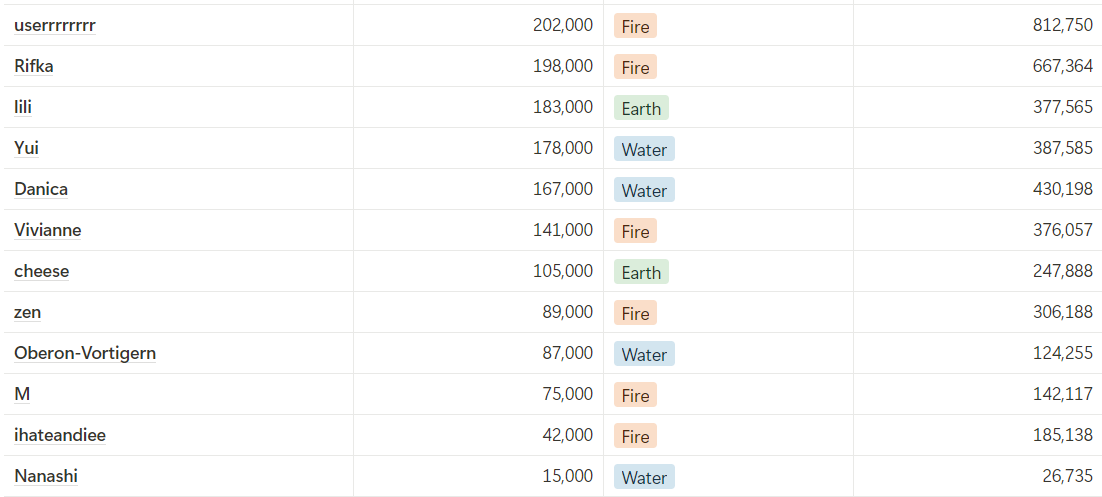 userrrrrrrr 202,000 Fire 812,750
Rifka 198,000 Fire 667,364
lili 183,000 Earth 377,565
Yui 178,000 Water 387,585
Danica 167,000 Water 430,198
Vivianne 141,000 Fire 376,057
cheese 105,000 Earth 247,888
zen 89,000 Fire 306,188
Oberon-Vortigern 87,000 Water 124,255
M 75,000 Fire 142,117
ihateandiee 42,000 Fire 185,138
Nanashi 15,000 Water 26,735